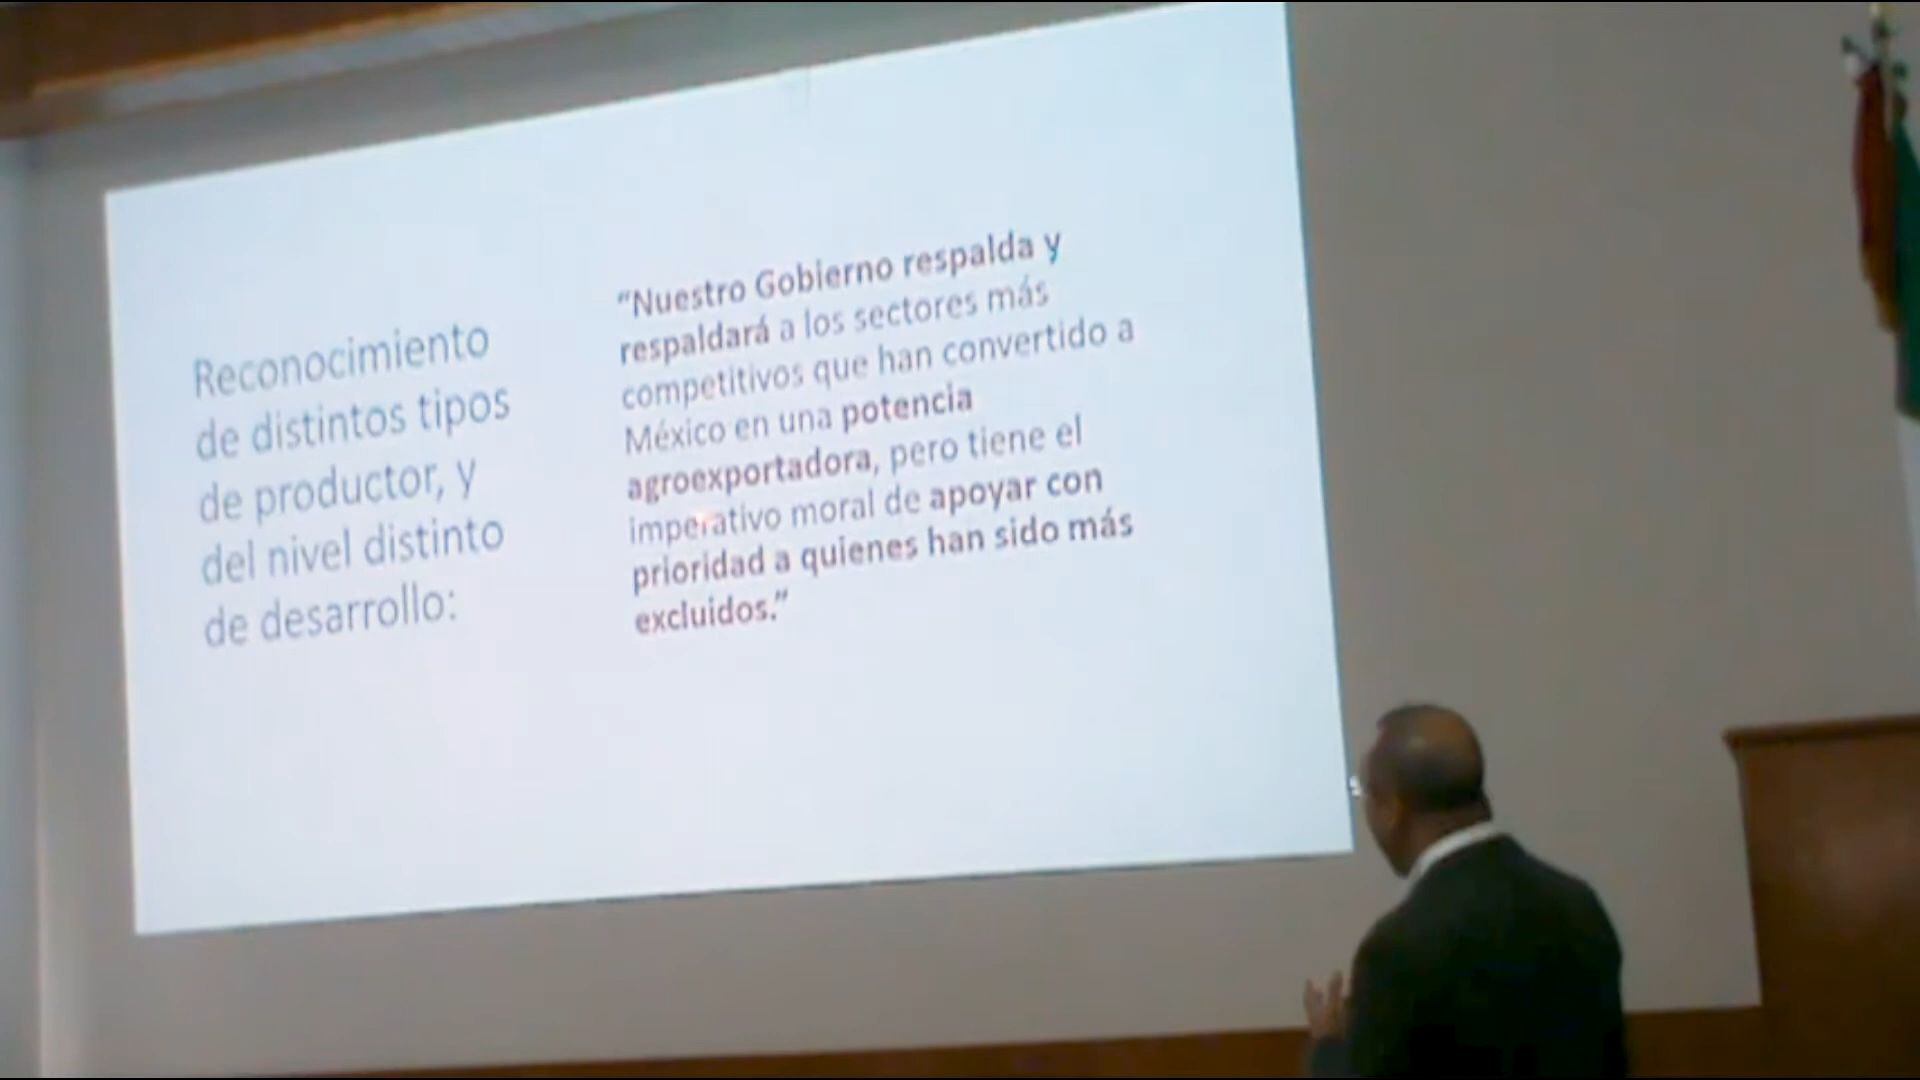 Reconocimiento
de distintos tipos
de productor, y
del nivel distinto
de desarrollo:
“Nuestro Gobierno respalda y
respaldará a los sectores más
competitivos que han convertido a
México en una potencia
agroexportadora, pero tiene el
imperativo moral de apoyar con
prioridad a quienes han sido más
excluidos.”